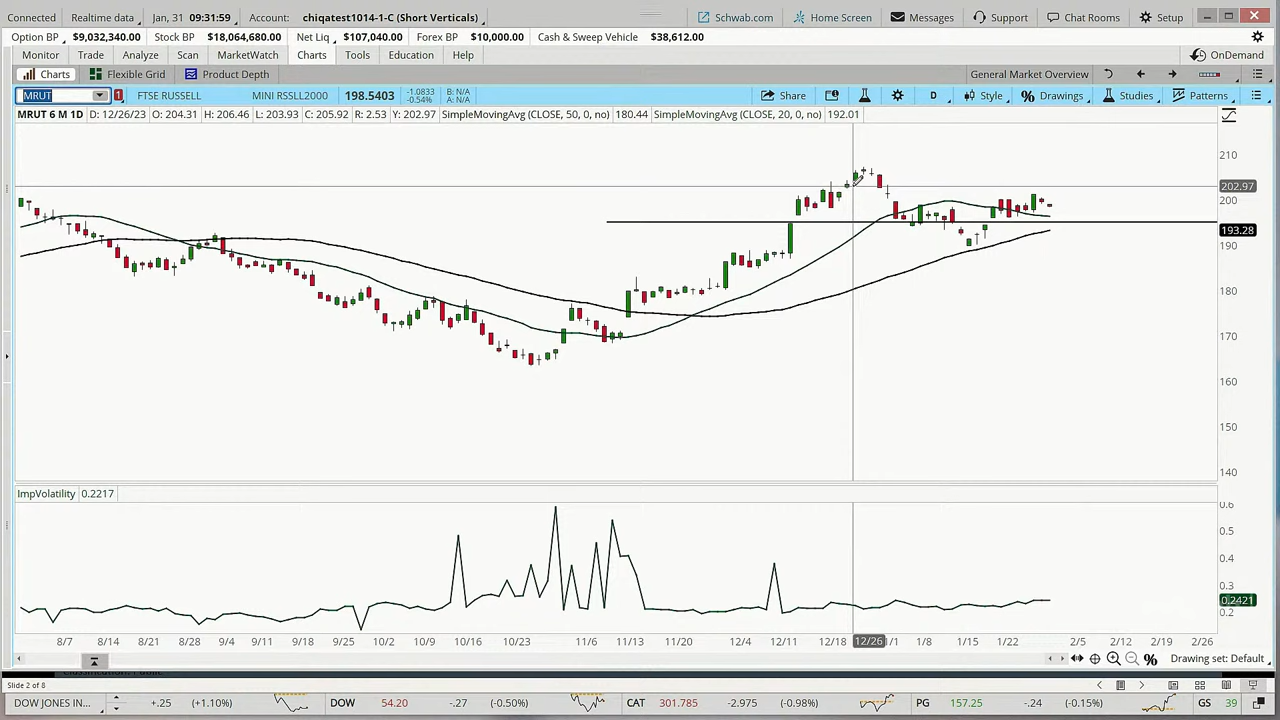 Connected Realtime data Jan, 31 09:31:59 Account: chiqatest1014-1-C (Short Verticals) Schwab.com Home Screen Messages Support Chat Rooms Setup
Option BP $9,032,340.00 Stock BP $18,064,680.00 Net Liq $107,040.00 Forex BP $10,000.00 Cash & Sweep Vehicle $38,612.00
Monitor Trade Analyze Scan MarketWatch Charts Tools Education Help OnDemand
Charts Flexible Grid Product Depth General Market Overview
MRUT 1 FTSE RUSSELL MINI RSSLL2000 198.5403 -1.0833 -0.54% B: N/A A: N/A Share D Style Drawings Studies Patterns
MRUT 6 M 1D D: 12/26/23 O: 204.31 H: 206.46 L: 203.93 C: 205.92 R: 2.53 Y: 202.97 SimpleMovingAvg (CLOSE, 50, 0, no) 180.44 SimpleMovingAvg (CLOSE, 20, 0, no) 192.01
210
202.97
200
193.28
190
180
170
160
150
140
ImpVolatility 0.2217
0.6
0.5
0.4
0.3
0.2421
0.2
8/7 8/14 8/21 8/28 9/4 9/11 9/18 9/25 10/2 10/9 10/16 10/23 11/6 11/13 11/20 12/4 12/11 12/18 12/26 1/1 1/8 1/15 1/22 2/5 2/12 2/19 2/26
Drawing set: Default
Slide 2 of 8
DOW JONES IN... +.25 (+1.10%) DOW 54.20 -.27 (-0.50%) CAT 301.785 -2.975 (-0.98%) PG 157.25 -.24 (-0.15%) GS 39